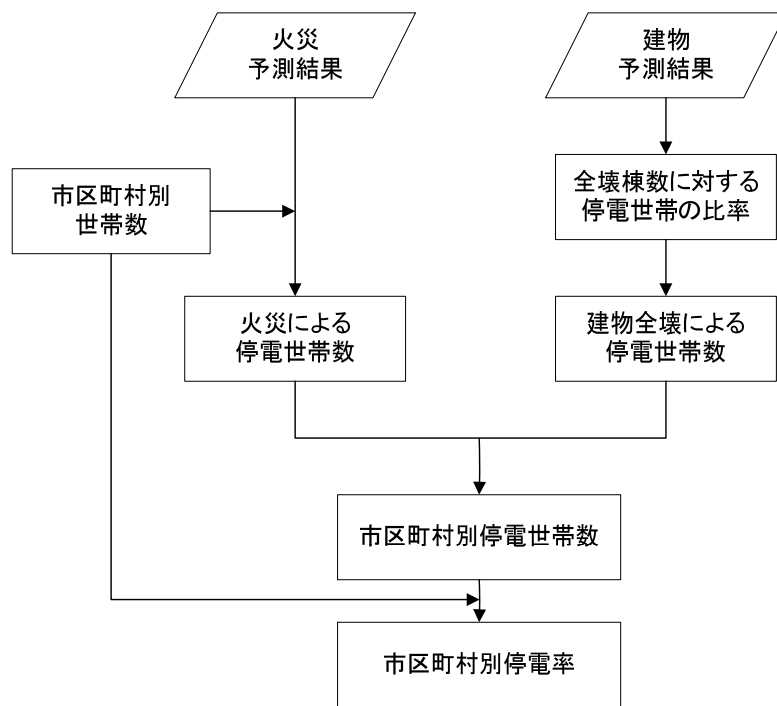 火災
予測結果
建物
予測結果
市区町村別
世帯数
全壊棟数に対する
停電世帯の比率
火災による
停電世帯数
建物全壊による
停電世帯数
市区町村別停電世帯数
市区町村別停電率